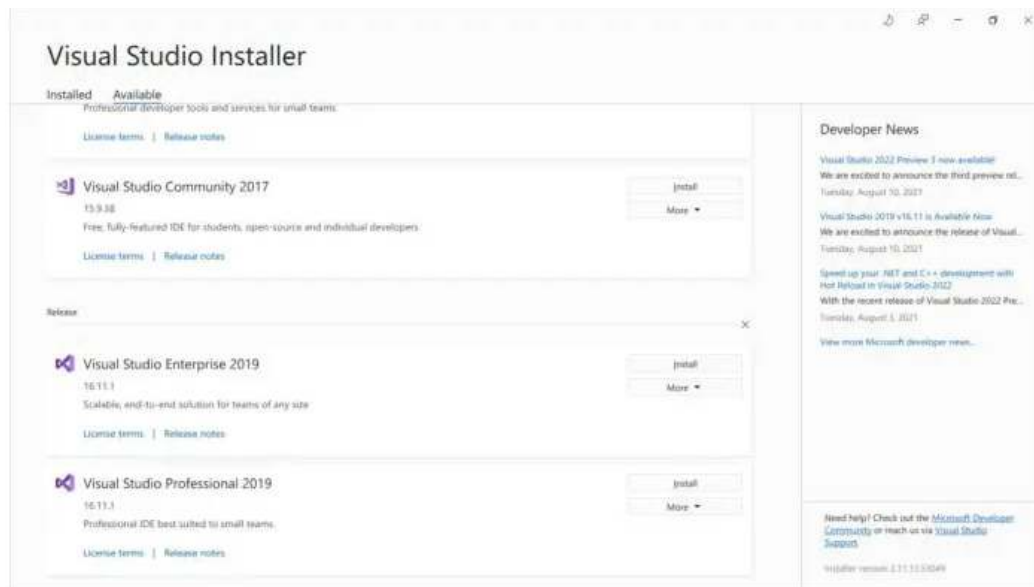 Visual Studio Installer
Installed Available
Professional developer tools and services for small teams
License terms | Release notes
Visual Studio Community 2017
Install
15.9.38
More
Free, fully-featured IDE for students, open-source and individual developers
License terms | Release notes
Release
Visual Studio Enterprise 2019
Install
16.11.1
More
Scalable, end-to-end solution for teams of any size
License terms | Release notes
Visual Studio Professional 2019
Install
16.11.1
More
Professional IDE best suited to small teams
License terms | Release notes
Developer News
Visual Studio 2022 Preview 3 now available!
We are excited to announce the third preview rel...
Tuesday, August 10, 2021
Visual Studio 2019 v16.11 is Available Now
We are excited to announce the release of Visual...
Tuesday, August 10, 2021
Speed up your .NET and C++ development with
Hot Reload in Visual Studio 2022
With the recent release of Visual Studio 2022 Pre...
Tuesday, August 3, 2021
View more Microsoft developer news...
Need help? Check out the Microsoft Developer
Community or reach us via Visual Studio
Support.
Installer version